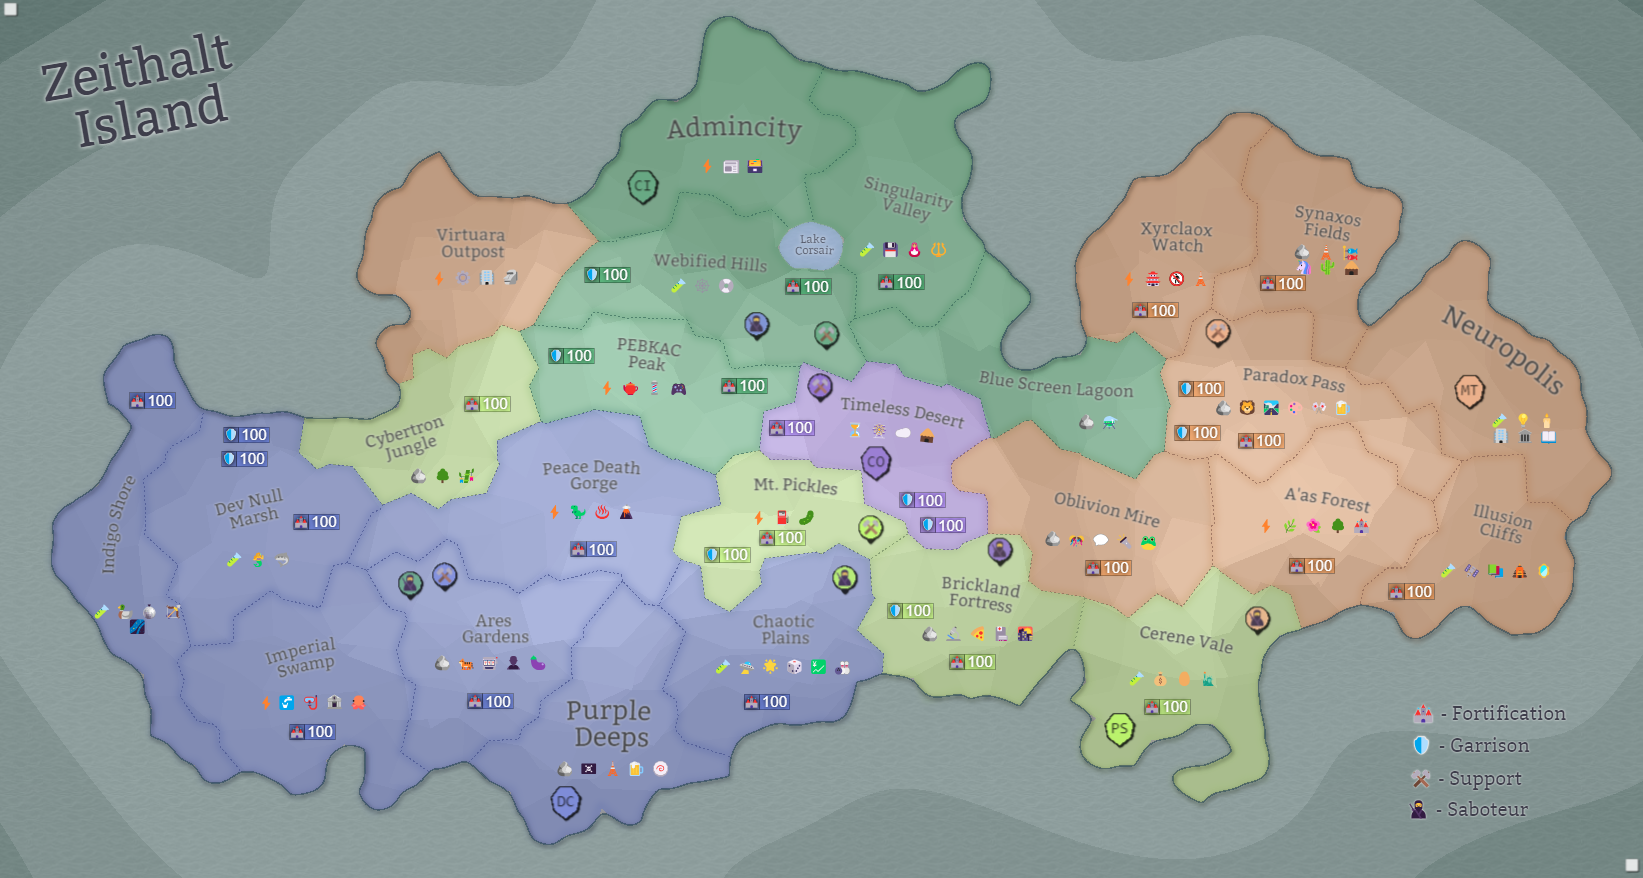 Zeithalt
Island
Admincity
CI
Singularity
Valley
Virtuara
Outpost
Lake
Corsair
Webified Hills
100
100
100
Xyrclaox
Watch
Synaxos
Fields
100
100
Neuropolis
MT
PEBKAC
Peak
100
100
Blue Screen Lagoon
Paradox Pass
100
100
100
Timeless Desert
100
CO
100
100
100
Cybertron
Jungle
100
100
100
Indigo Shore
Dev Null
Marsh
100
Peace Death
Gorge
100
Mt. Pickles
100
100
Oblivion Mire
100
A'as Forest
100
Illusion
Cliffs
100
Brickland
Fortress
100
100
Cerene Vale
100
PS
Chaotic
Plains
100
Ares
Gardens
100
Imperial
Swamp
100
Purple
Deeps
DC
- Fortification
- Garrison
- Support
- Saboteur